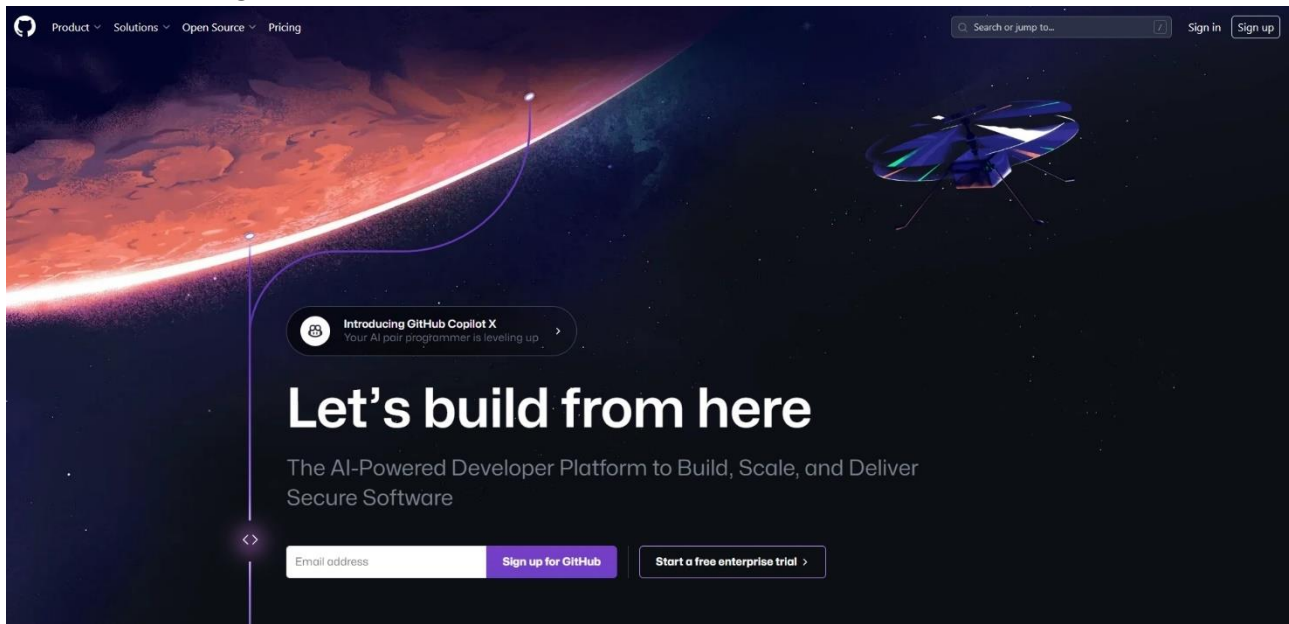 Product
Solutions
Open Source
Pricing
Search or jump to...
/
Sign in
Sign up
Introducing GitHub Copilot X
Your AI pair programmer is leveling up
Let's build from here
The AI-Powered Developer Platform to Build, Scale, and Deliver
Secure Software
Email address
Sign up for GitHub
Start a free enterprise trial